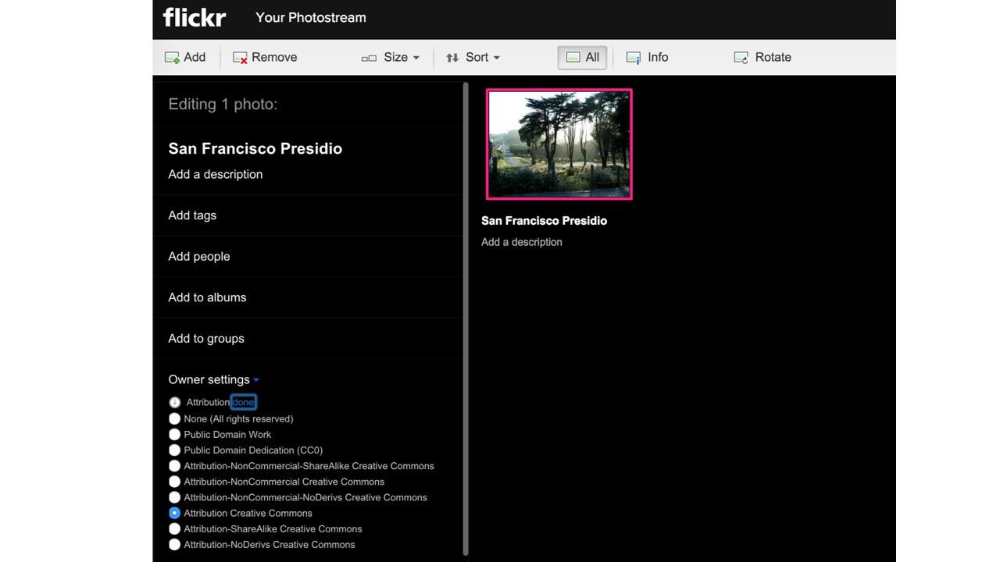 flickr Your Photostream
Add Remove Size Sort All Info Rotate
Editing 1 photo:
San Francisco Presidio
Add a description
Add tags
Add people
Add to albums
Add to groups
Owner settings
Attribution done
None (All rights reserved)
Public Domain Work
Public Domain Dedication (CC0)
Attribution-NonCommercial-ShareAlike Creative Commons
Attribution-NonCommercial Creative Commons
Attribution-NonCommercial-NoDerivs Creative Commons
Attribution Creative Commons
Attribution-ShareAlike Creative Commons
Attribution-NoDerivs Creative Commons
San Francisco Presidio
Add a description